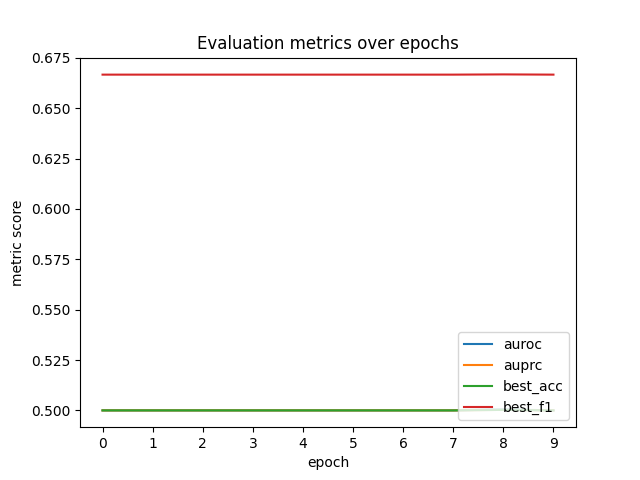 Evaluation metrics over epochs
metric score
0.675
0.650
0.625
0.600
0.575
0.550
0.525
0.500
auroc
auprc
best_acc
best_f1
0 1 2 3 4 5 6 7 8 9
epoch